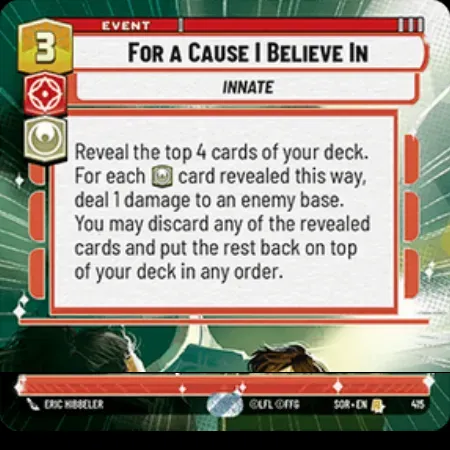 EVENT
3
FOR A CAUSE I BELIEVE IN
INNATE
Reveal the top 4 cards of your deck.
For each card revealed this way,
deal 1 damage to an enemy base.
You may discard any of the revealed
cards and put the rest back on top
of your deck in any order.
ERIC HIBBELER
©LFL ©FFG
SOR • EN
415